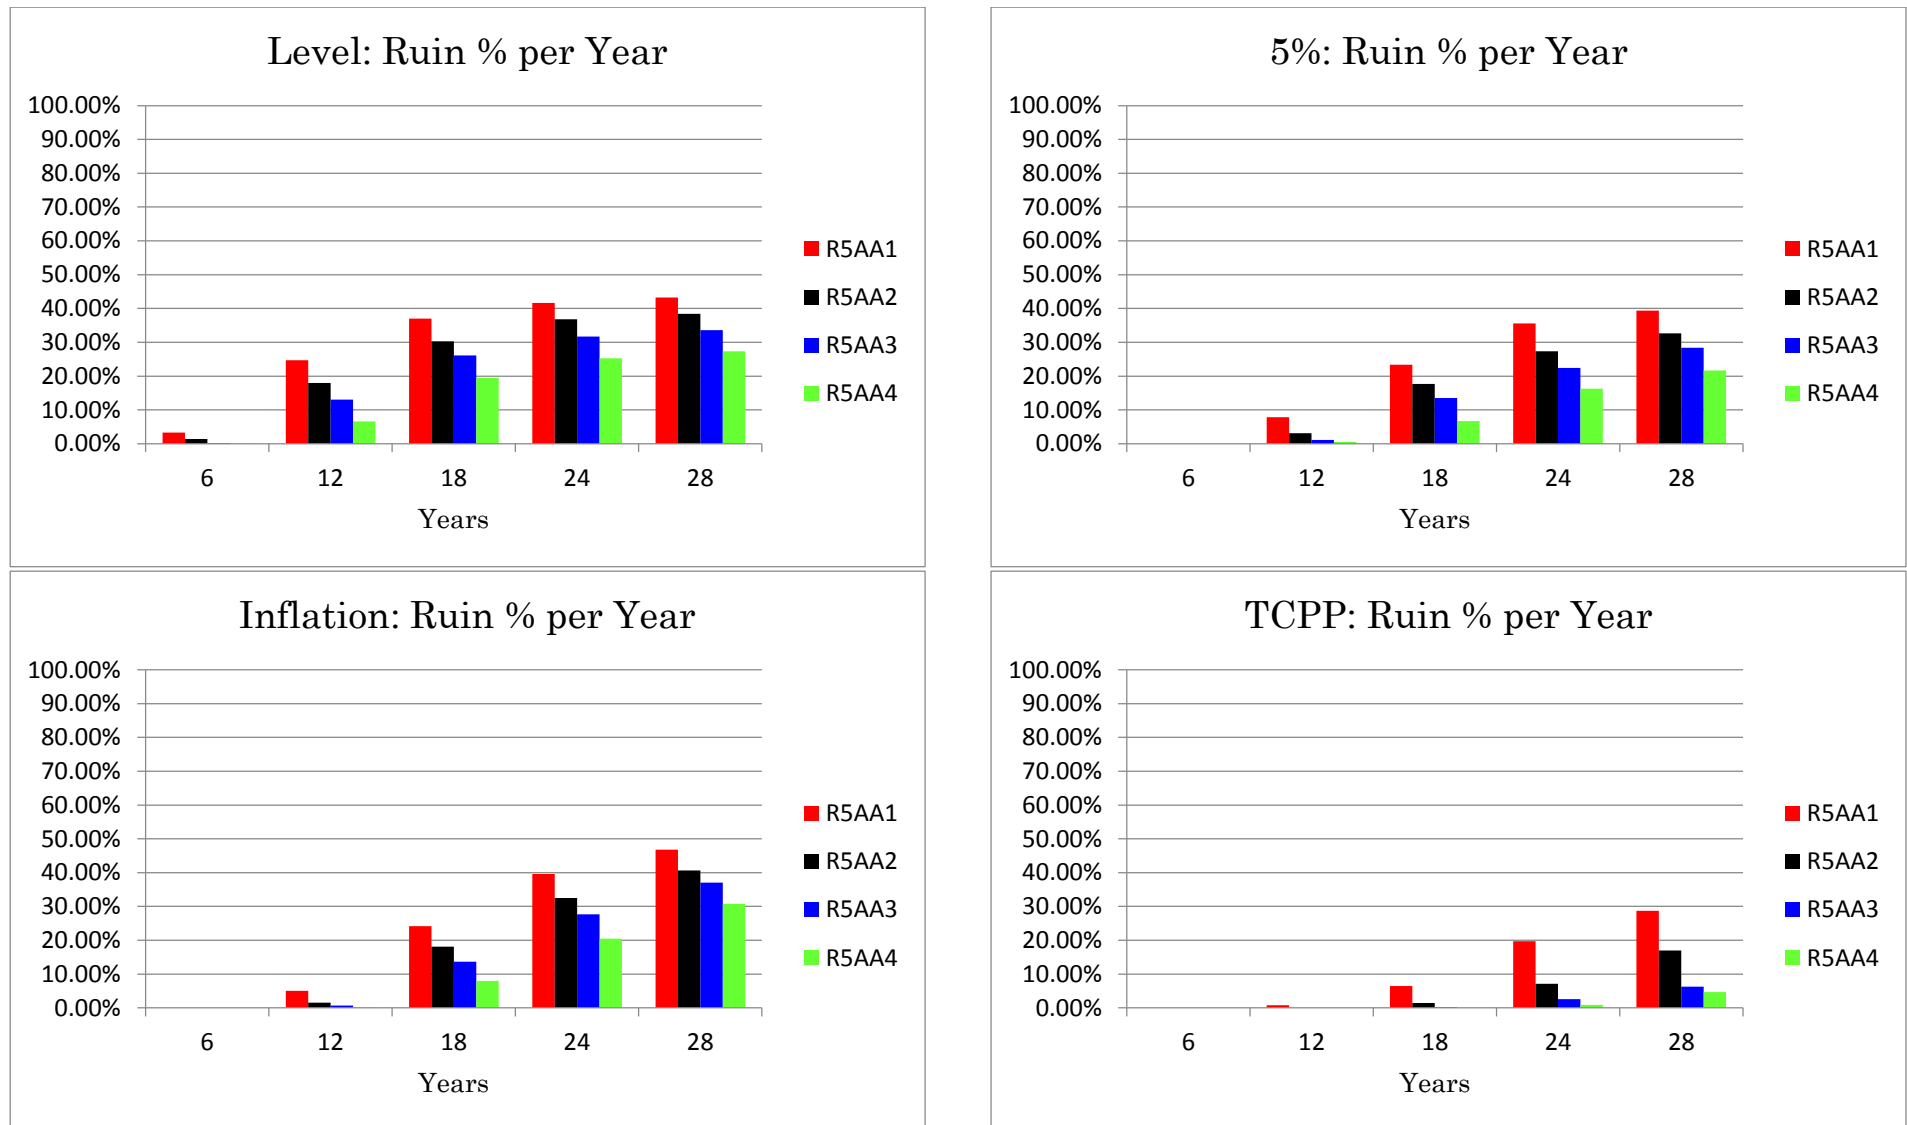 Level: Ruin % per Year
100.00%
90.00%
80.00%
70.00%
60.00%
50.00%
40.00%
30.00%
20.00%
10.00%
0.00%
6 12 18 24 28
Years
R5AA1
R5AA2
R5AA3
R5AA4
5%: Ruin % per Year
100.00%
90.00%
80.00%
70.00%
60.00%
50.00%
40.00%
30.00%
20.00%
10.00%
0.00%
6 12 18 24 28
Years
R5AA1
R5AA2
R5AA3
R5AA4
Inflation: Ruin % per Year
100.00%
90.00%
80.00%
70.00%
60.00%
50.00%
40.00%
30.00%
20.00%
10.00%
0.00%
6 12 18 24 28
Years
R5AA1
R5AA2
R5AA3
R5AA4
TCPP: Ruin % per Year
100.00%
90.00%
80.00%
70.00%
60.00%
50.00%
40.00%
30.00%
20.00%
10.00%
0.00%
6 12 18 24 28
Years
R5AA1
R5AA2
R5AA3
R5AA4